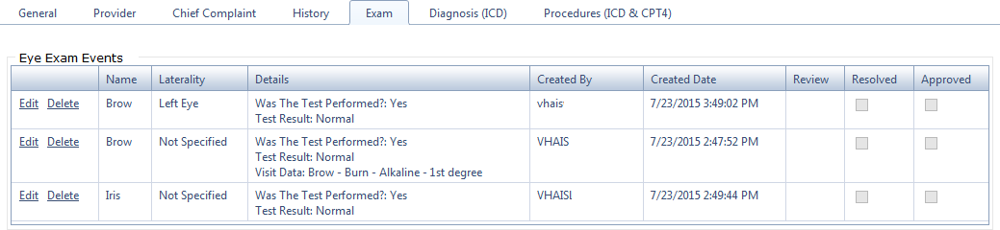 General Provider Chief Complaint History Exam Diagnosis (ICD) Procedures (ICD & CPT4)
Eye Exam Events
Name Laterality Details Created By Created Date Review Resolved Approved
Edit Delete Brow Left Eye Was The Test Performed?: Yes vhais 7/23/2015 3:49:02 PM
Test Result: Normal
Edit Delete Brow Not Specified Was The Test Performed?: Yes VHAIS 7/23/2015 2:47:52 PM
Test Result: Normal
Visit Data: Brow - Burn - Alkaline - 1st degree
Edit Delete Iris Not Specified Was The Test Performed?: Yes VHAISI 7/23/2015 2:49:44 PM
Test Result: Normal